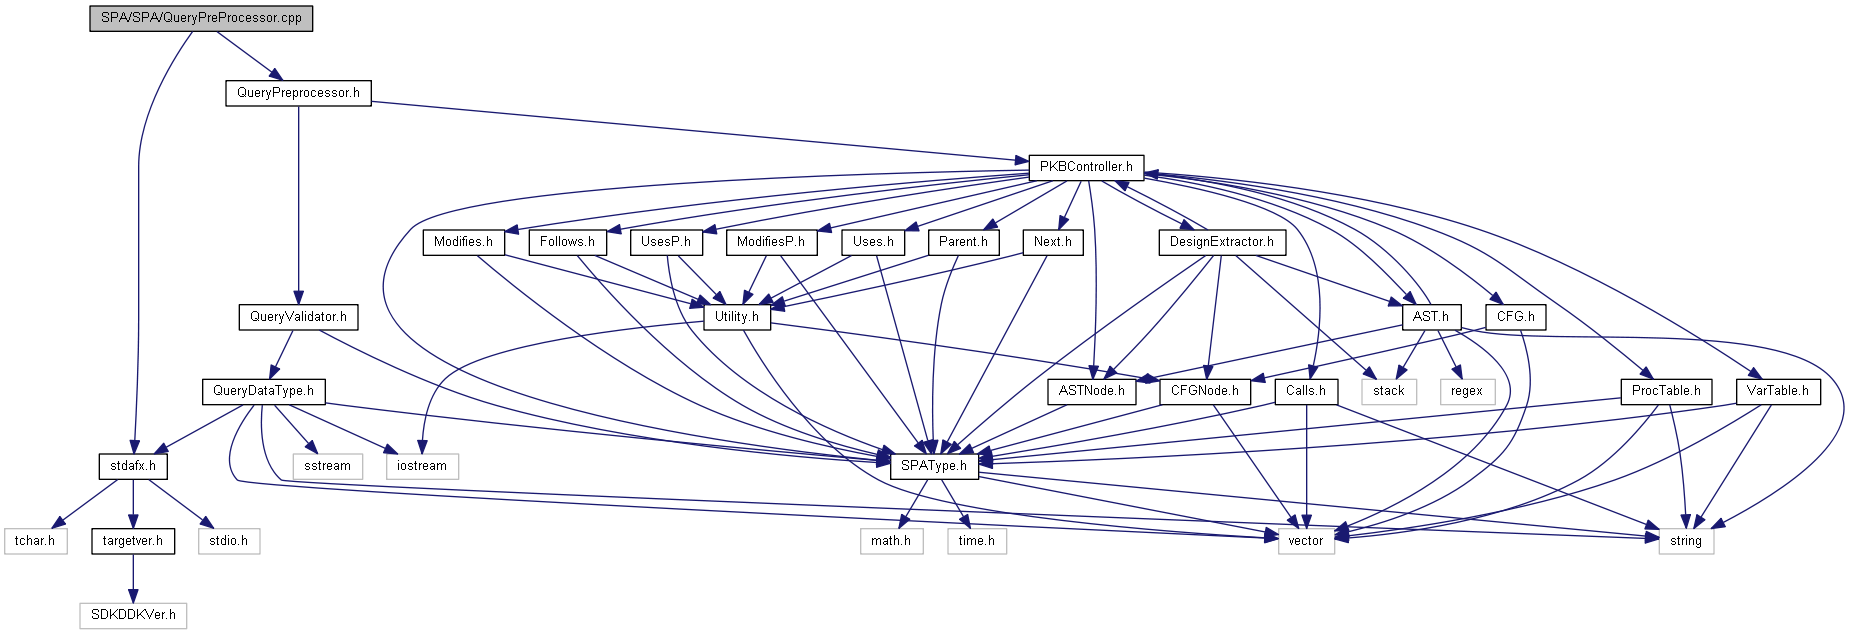 SPA/SPA/QueryPreProcessor.cpp
QueryPreprocessor.h
PKBController.h
Modifies.h
Follows.h
UsesP.h
ModifiesP.h
Uses.h
Parent.h
Next.h
DesignExtractor.h
QueryValidator.h
Utility.h
AST.h
CFG.h
QueryDataType.h
ASTNode.h
CFGNode.h
Calls.h
stack
regex
ProcTable.h
VarTable.h
stdafx.h
sstream
iostream
SPAType.h
tchar.h
targetver.h
stdio.h
math.h
time.h
vector
string
SDKDDKVer.h